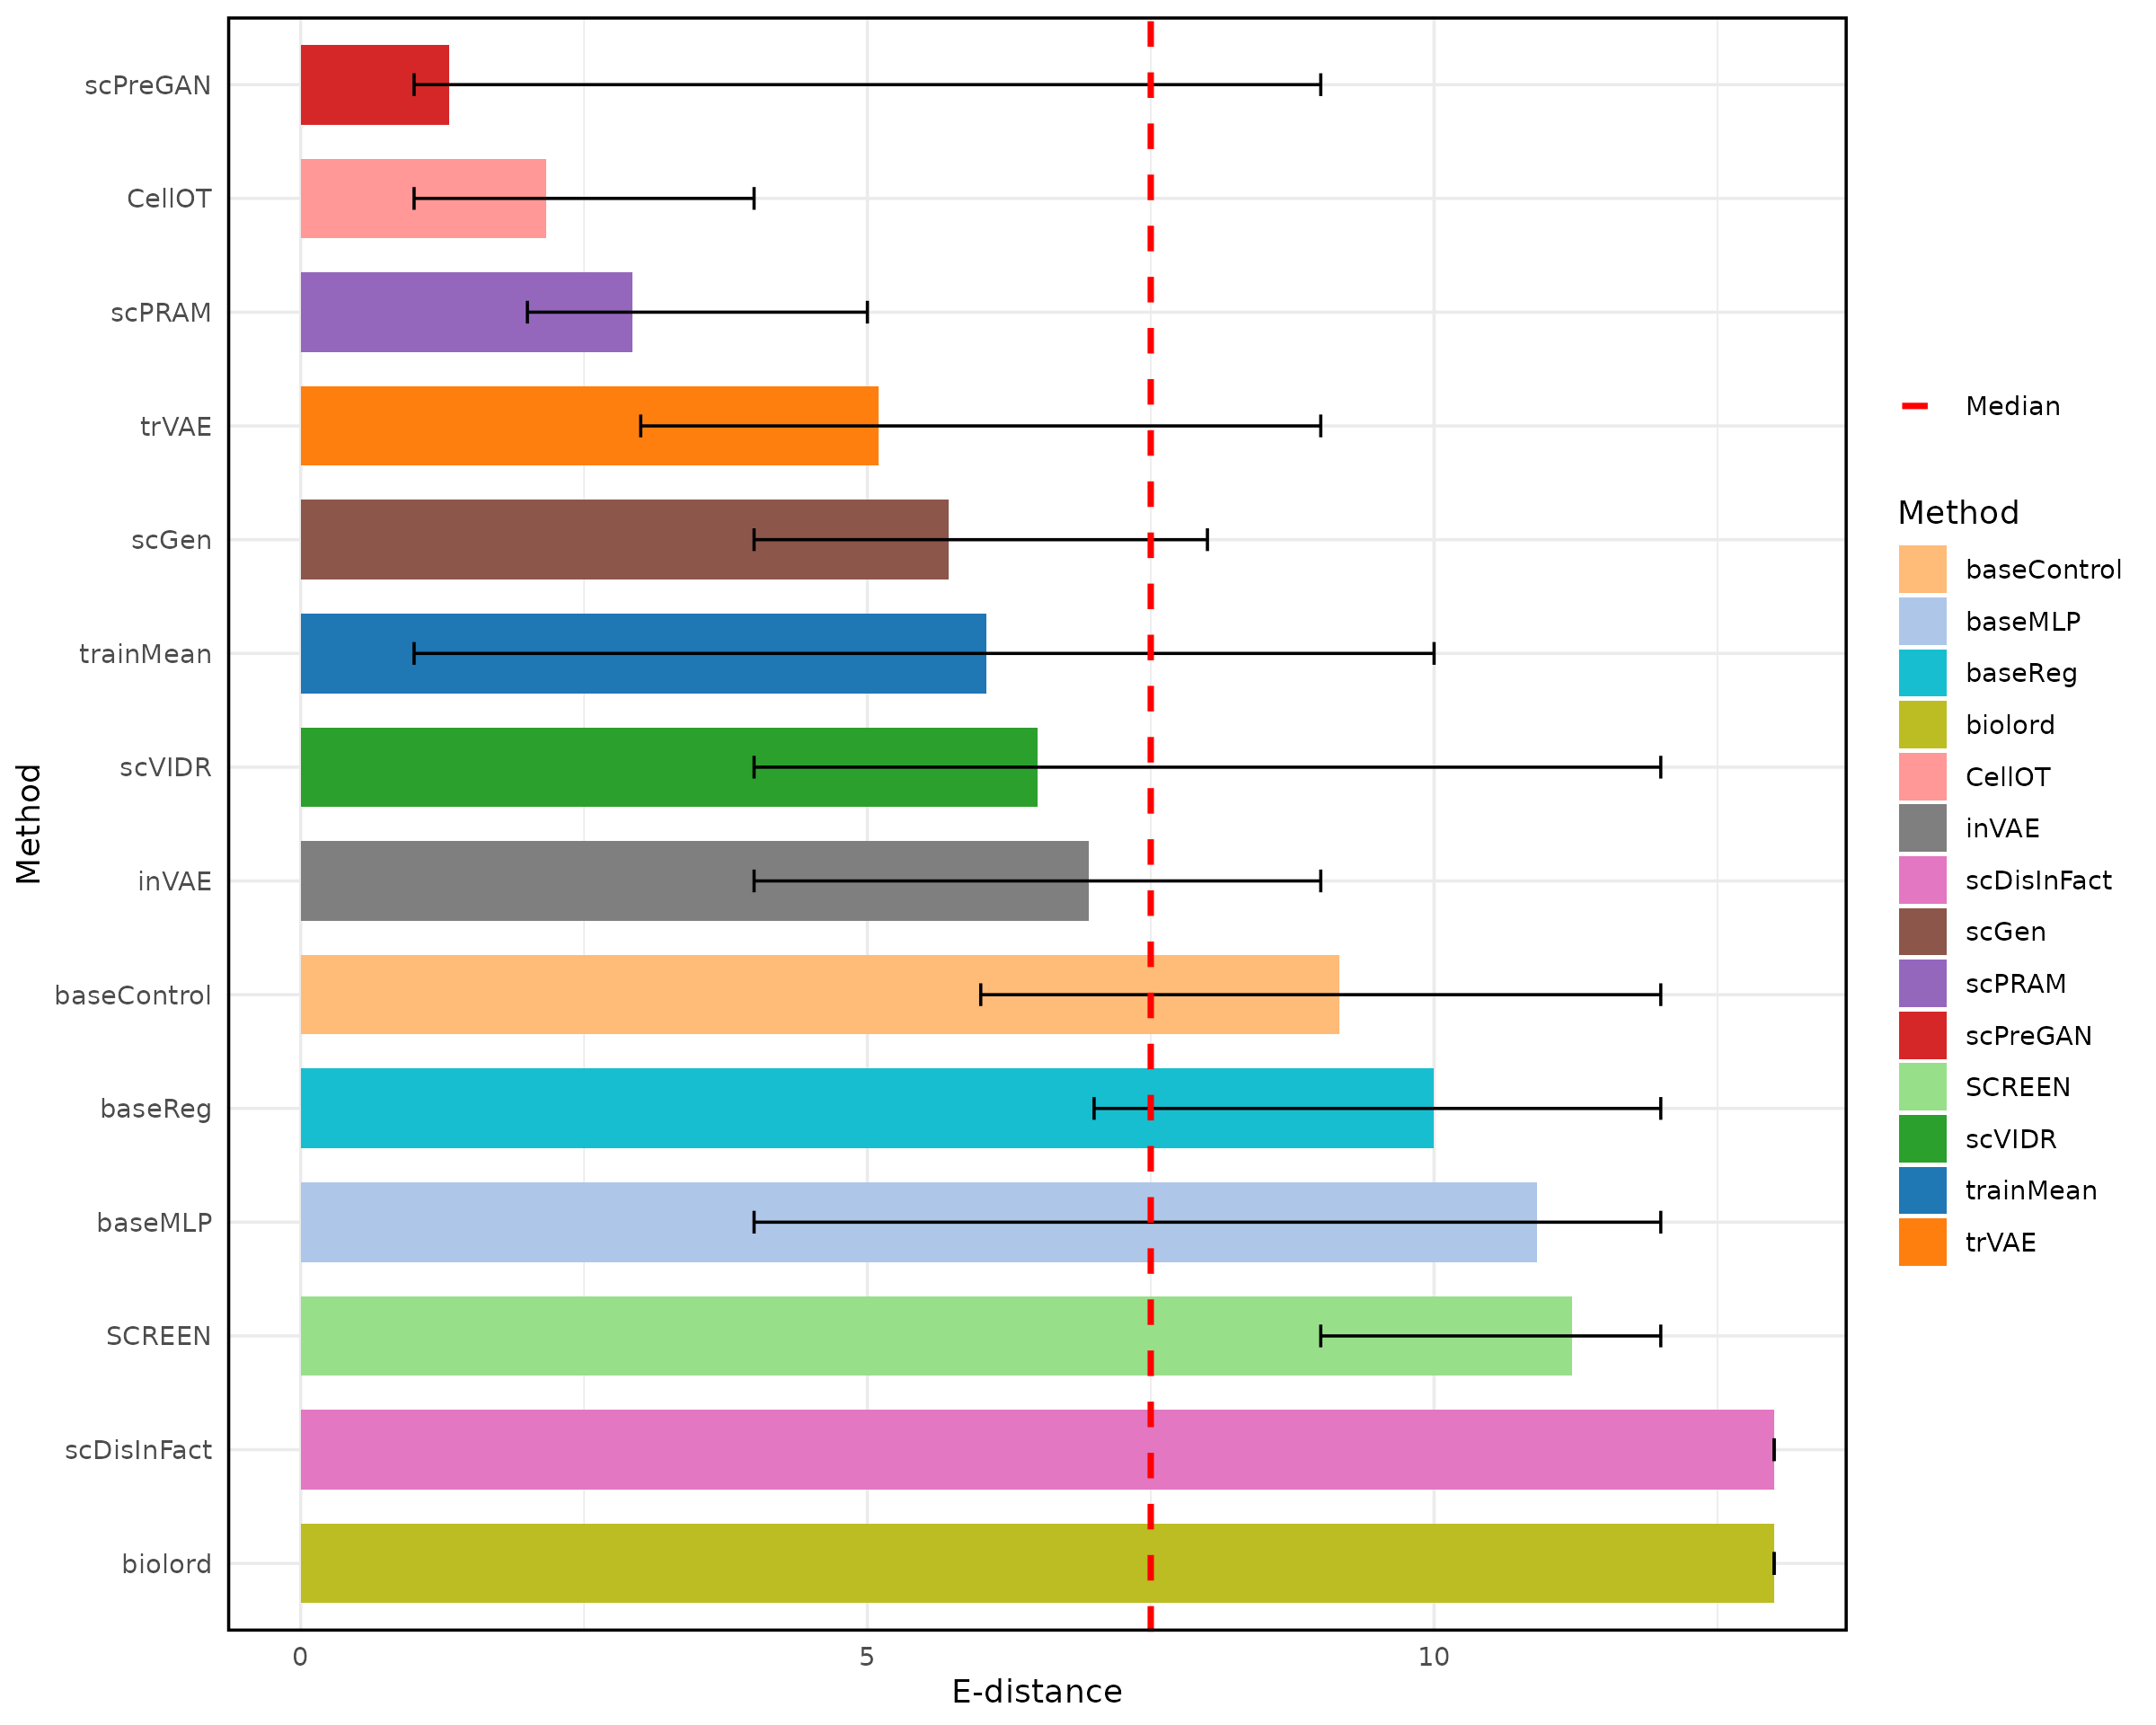 scPreGAN
CellOT
scPRAM
trVAE
scGen
trainMean
scVIDR
inVAE
baseControl
baseReg
baseMLP
SCREEN
scDisInFact
biolord
Method
0 5 10
E-distance
Median
Method
baseControl
baseMLP
baseReg
biolord
CellOT
inVAE
scDisInFact
scGen
scPRAM
scPreGAN
SCREEN
scVIDR
trainMean
trVAE